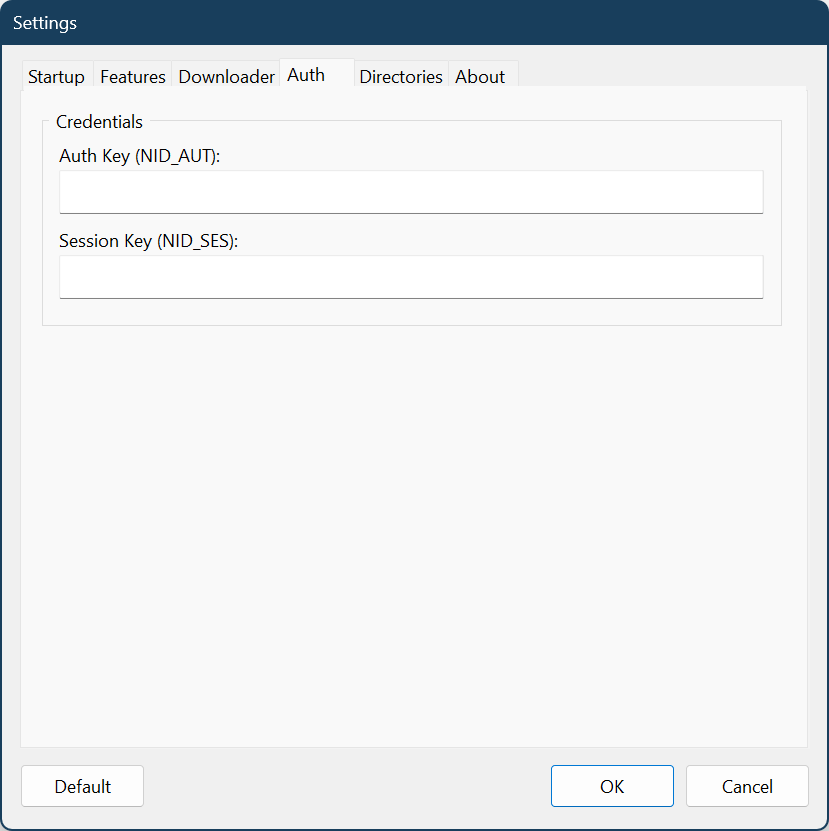 Settings
Startup Features Downloader Auth Directories About
Credentials
Auth Key (NID_AUT):
Session Key (NID_SES):
Default OK Cancel